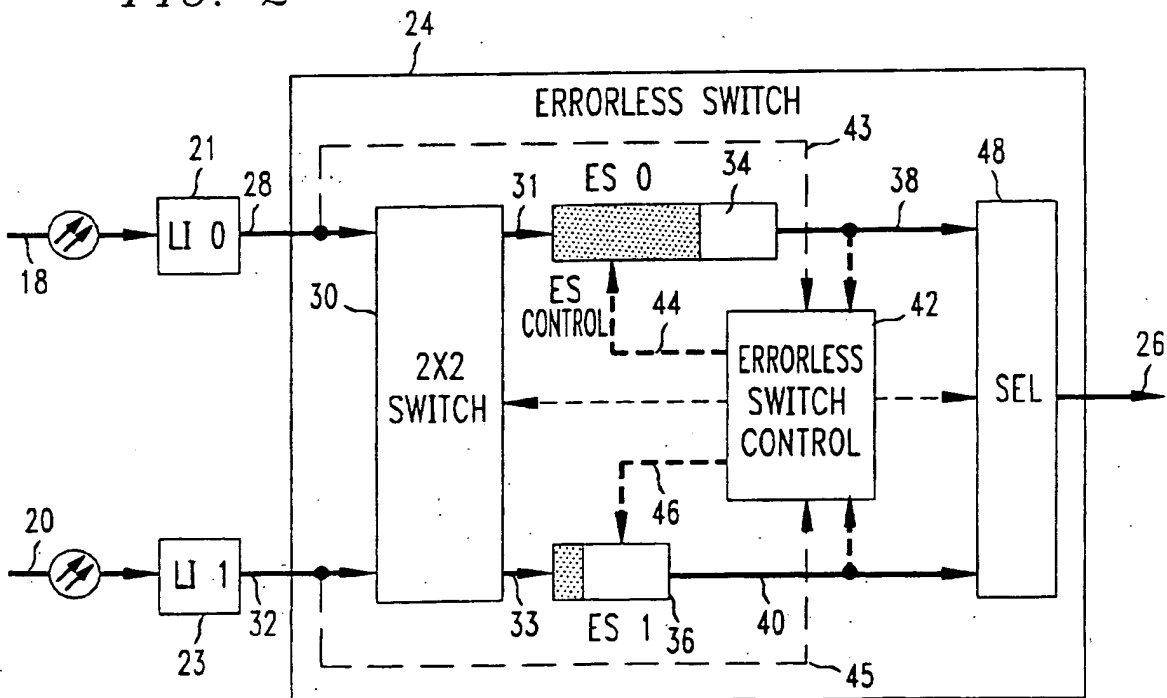 FIG. 2
24
ERRORLESS SWITCH
43
21
28
31
ES 0
34
38
48
LI 0
18
30
ES
CONTROL
44
42
26
2X2
SWITCH
ERRORLESS
SWITCH
CONTROL
SEL
46
20
LI 1
32
33
ES 1
36
40
23
45